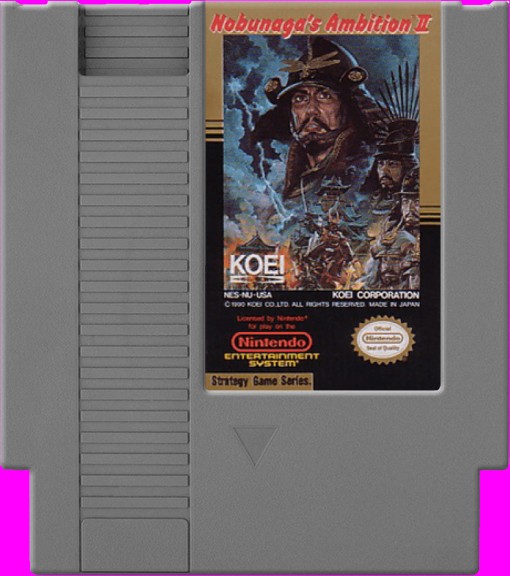 Nobunaga's Ambition II
KOEI
NES-NU-USA KOEI CORPORATION
©1990 KOEI CO.,LTD. ALL RIGHTS RESERVED. MADE IN JAPAN
Licensed by Nintendo®
for play on the
Nintendo
ENTERTAINMENT
SYSTEM®
Official
Nintendo
Seal of Quality
Strategy Game Series.